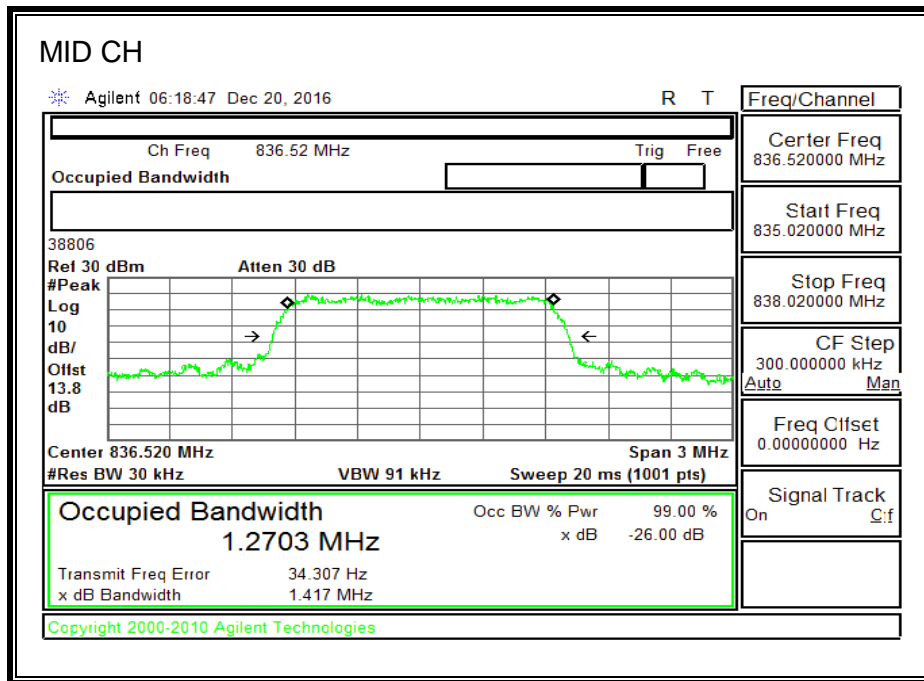 MID CH
Agilent 06:18:47 Dec 20, 2016 R T
Freq/Channel
Ch Freq 836.52 MHz Trig Free
Occupied Bandwidth
Center Freq
836.520000 MHz
Start Freq
835.020000 MHz
Stop Freq
838.020000 MHz
CF Step
300.000000 kHz
Auto Man
Freq Offset
0.00000000 Hz
Signal Track
On Off
38806
Ref 30 dBm Atten 30 dB
#Peak
Log
10
dB/
Offst
13.8
dB
Center 836.520 MHz Span 3 MHz
#Res BW 30 kHz VBW 91 kHz Sweep 20 ms (1001 pts)
Occupied Bandwidth Occ BW % Pwr 99.00 %
1.2703 MHz x dB -26.00 dB
Transmit Freq Error 34.307 Hz
x dB Bandwidth 1.417 MHz
Copyright 2000-2010 Agilent Technologies